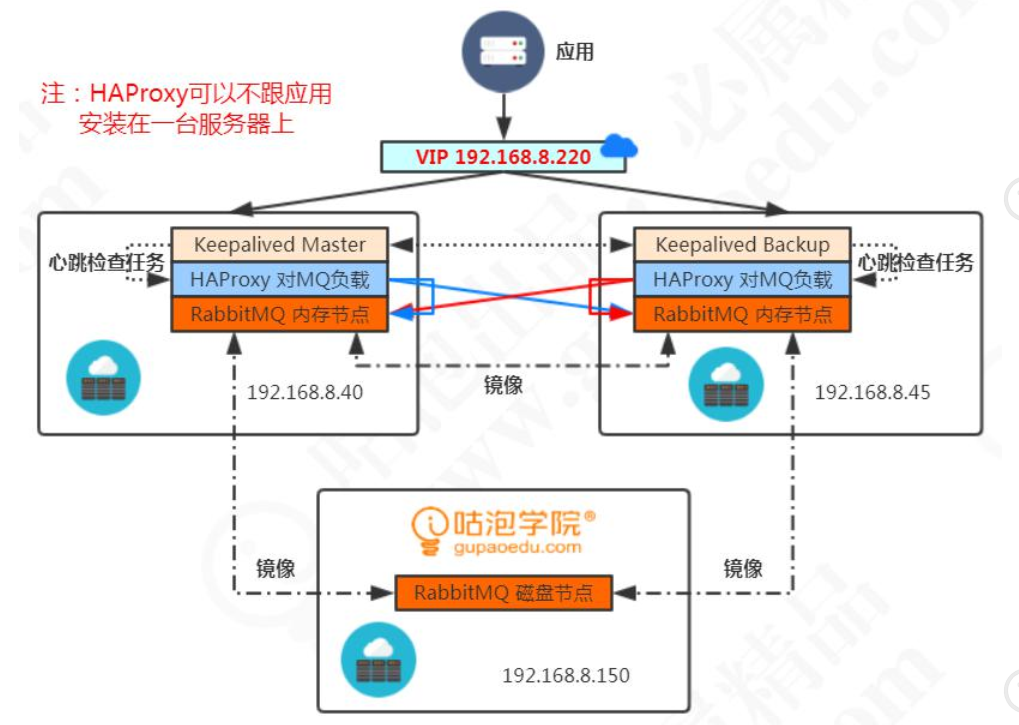 应用
注：HAProxy可以不跟应用
安装在一台服务器上
VIP 192.168.8.220
Keepalived Master
心跳检查任务
HAProxy 对MQ负载
RabbitMQ 内存节点
192.168.8.40
Keepalived Backup
心跳检查任务
HAProxy 对MQ负载
RabbitMQ 内存节点
192.168.8.45
镜像
镜像
镜像
咕泡学院®
gupaoedu.com
RabbitMQ 磁盘节点
192.168.8.150